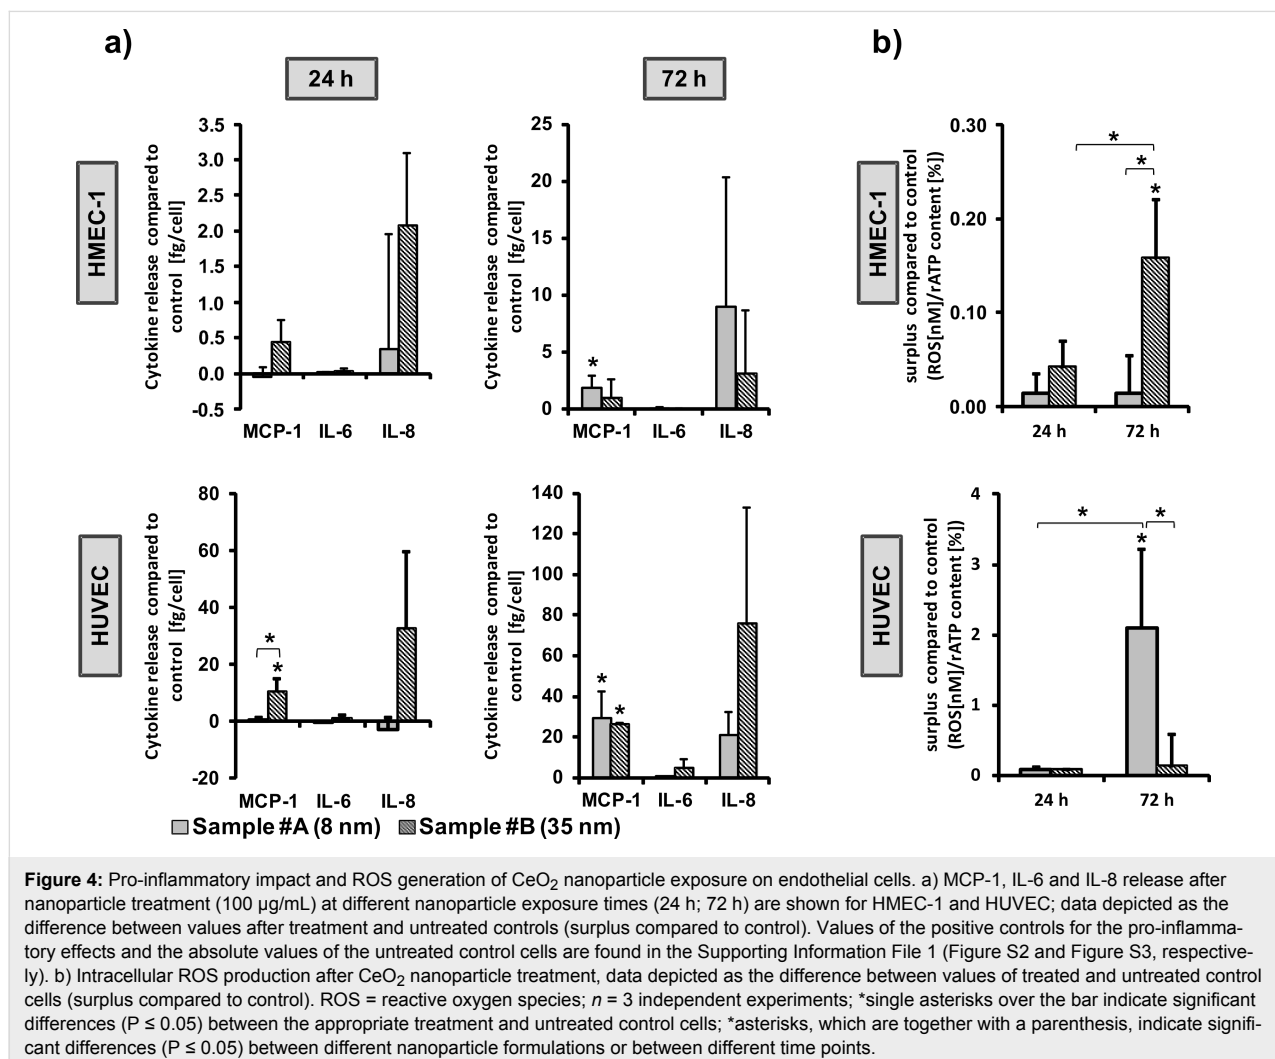 a)
b)
24 h
72 h
HMEC-1
Cytokine release compared to
control [fg/cell]
3.5
3.0
2.5
2.0
1.5
1.0
0.5
0.0
-0.5
MCP-1 IL-6 IL-8
Cytokine release compared to
control [fg/cell]
25
20
15
10
5
0
*
MCP-1 IL-6 IL-8
HMEC-1
surplus compared to control
(ROS[nM]/rATP content [%])
0.30
0.20
0.10
0.00
*
*
*
24 h 72 h
HUVEC
Cytokine release compared to
control [fg/cell]
80
60
40
20
0
-20
*
*
MCP-1 IL-6 IL-8
Cytokine release compared to
control [fg/cell]
140
120
100
80
60
40
20
0
*
*
MCP-1 IL-6 IL-8
HUVEC
surplus compared to control
(ROS[nM]/rATP content [%])
4
3
2
1
0
*
*
*
24 h 72 h
Sample #A (8 nm) Sample #B (35 nm)
Figure 4: Pro-inflammatory impact and ROS generation of CeO₂ nanoparticle exposure on endothelial cells. a) MCP-1, IL-6 and IL-8 release after
nanoparticle treatment (100 µg/mL) at different nanoparticle exposure times (24 h; 72 h) are shown for HMEC-1 and HUVEC; data depicted as the
difference between values after treatment and untreated controls (surplus compared to control). Values of the positive controls for the pro-inflamma-
tory effects and the absolute values of the untreated control cells are found in the Supporting Information File 1 (Figure S2 and Figure S3, respective-
ly). b) Intracellular ROS production after CeO₂ nanoparticle treatment, data depicted as the difference between values of treated and untreated control
cells (surplus compared to control). ROS = reactive oxygen species; n = 3 independent experiments; *single asterisks over the bar indicate significant
differences (P ≤ 0.05) between the appropriate treatment and untreated control cells; *asterisks, which are together with a parenthesis, indicate signifi-
cant differences (P ≤ 0.05) between different nanoparticle formulations or between different time points.